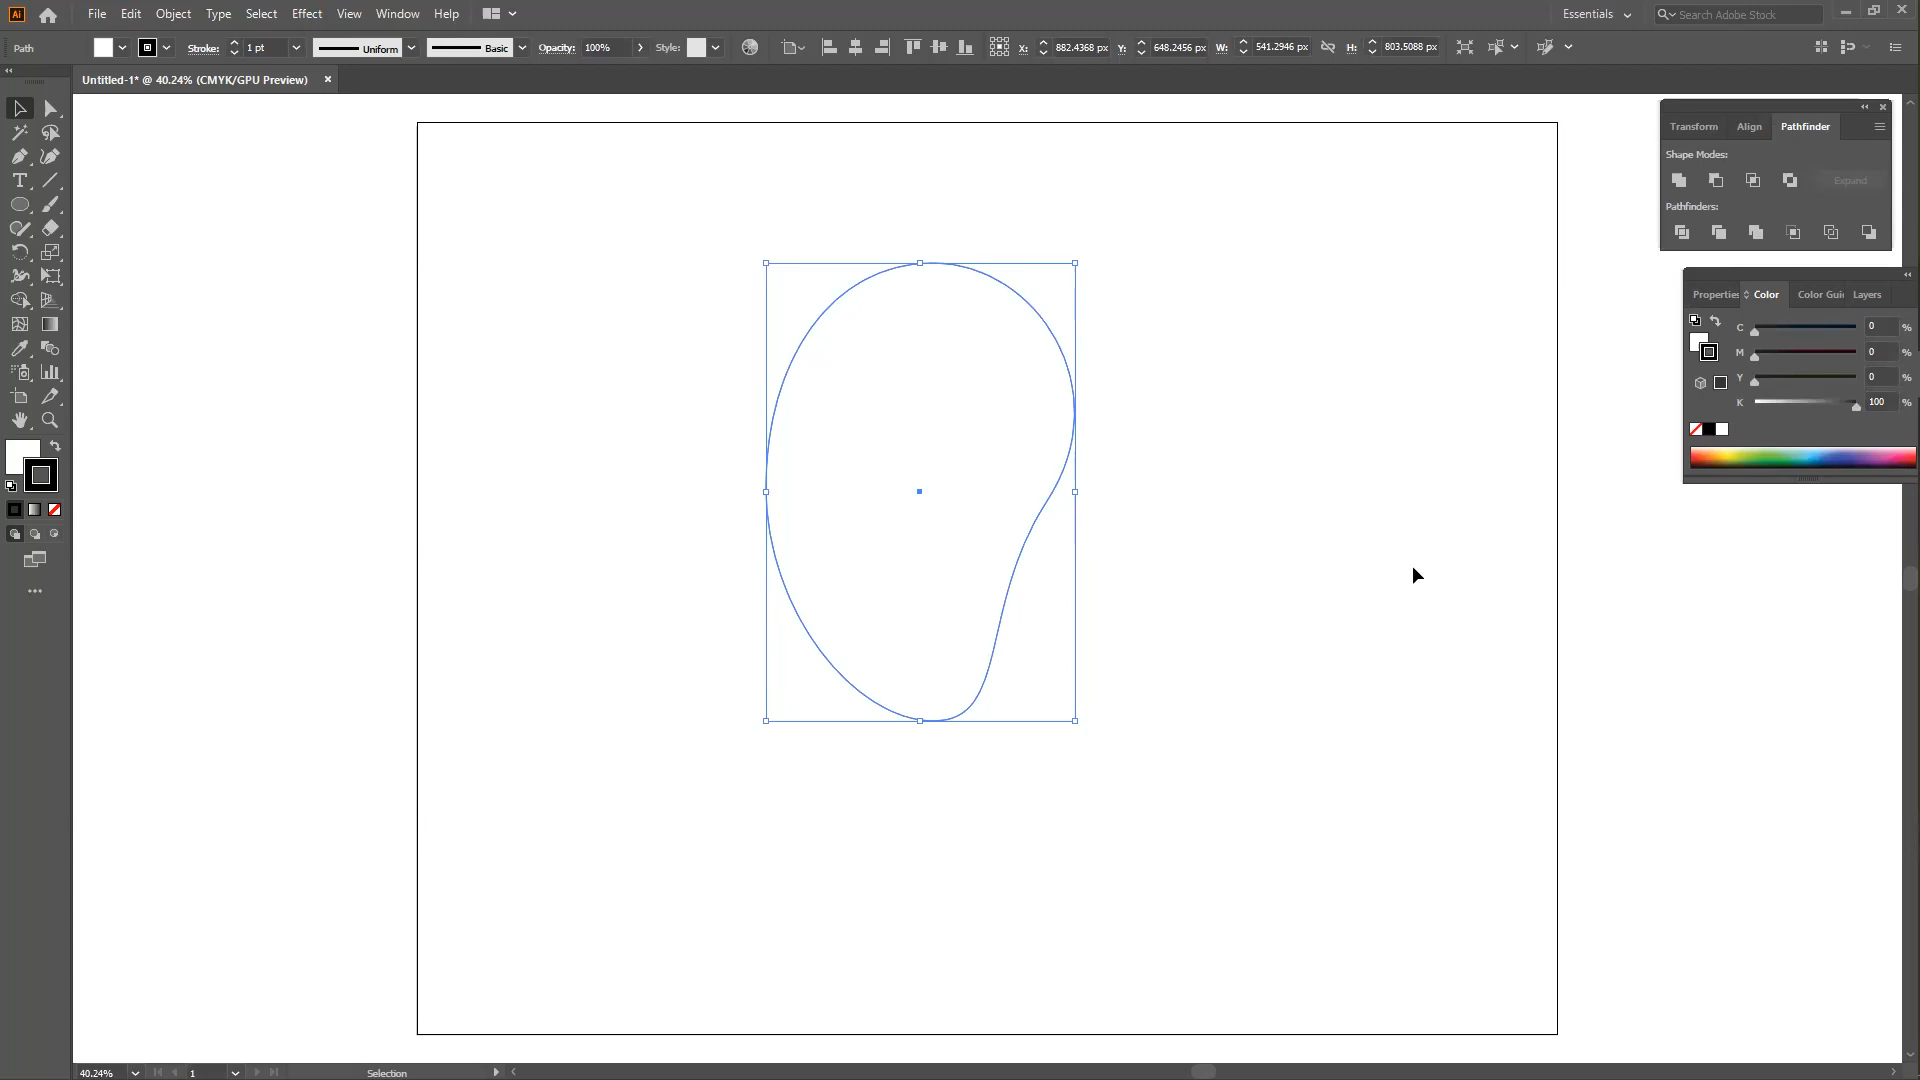 Ai File Edit Object Type Select Effect View Window Help Essentials Search Adobe Stock
Path Stroke: 1 pt Uniform Basic Opacity: 100% Style: X: 882.4368 px Y: 648.2456 px W: 541.2946 px H: 803.5088 px
Untitled-1* @ 40.24% (CMYK/GPU Preview)
Transform Align Pathfinder
Shape Modes:
Expand
Pathfinders:
Properties Color Color Gui Layers
C 0 %
M 0 %
Y 0 %
K 100 %
40.24% 1 Selection